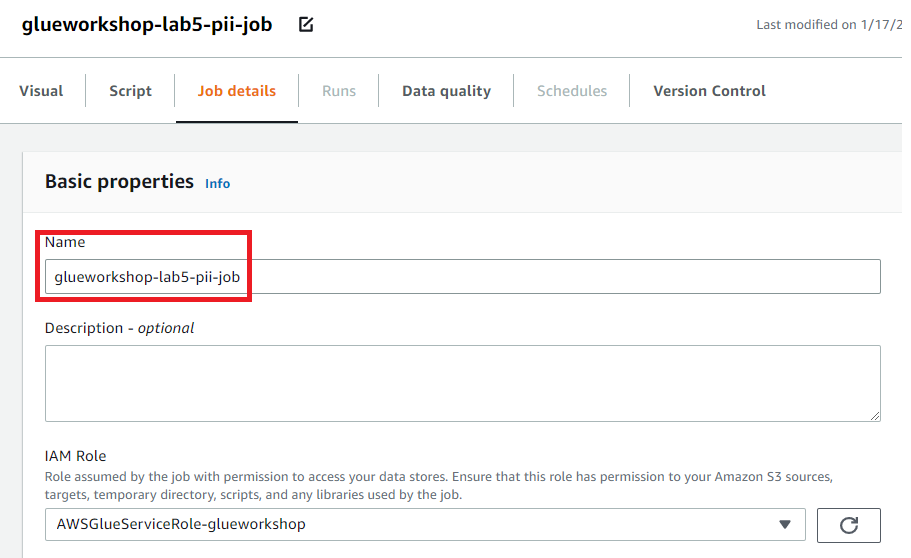 glueworkshop-lab5-pii-job
Last modified on 1/17/2
Visual Script Job details Runs Data quality Schedules Version Control
Basic properties Info
Name
glueworkshop-lab5-pii-job
Description - optional
IAM Role
Role assumed by the job with permission to access your data stores. Ensure that this role has permission to your Amazon S3 sources,
targets, temporary directory, scripts, and any libraries used by the job.
AWSGlueServiceRole-glueworkshop